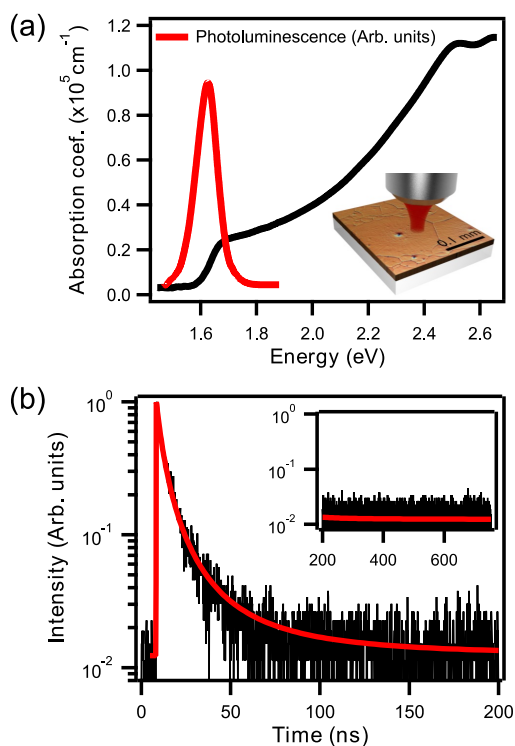 (a)
1.2
1.0
0.8
0.6
0.4
0.2
0.0
Absorption coef. (x10⁵ cm⁻¹)
Photoluminescence (Arb. units)
0.1 mm
1.6 1.8 2.0 2.2 2.4 2.6
Energy (eV)
(b)
10⁰
10⁻¹
10⁻²
Intensity (Arb. units)
10⁰
10⁻¹
10⁻²
200 400 600
0 50 100 150 200
Time (ns)